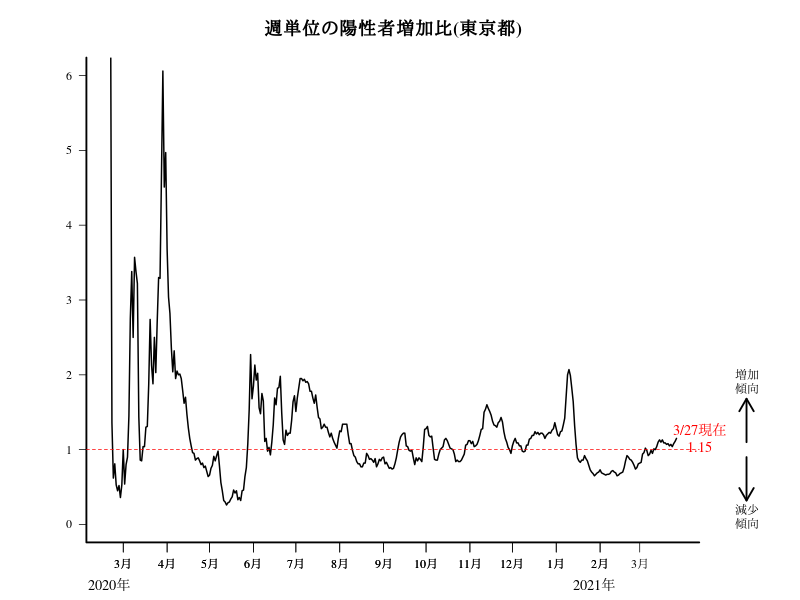 週単位の陽性者増加比(東京都)
6
5
4
3
2
1
0
増加
傾向
3/27現在
1.15
減少
傾向
3月
4月
5月
6月
7月
8月
9月
10月
11月
12月
1月
2月
3月
2020年
2021年